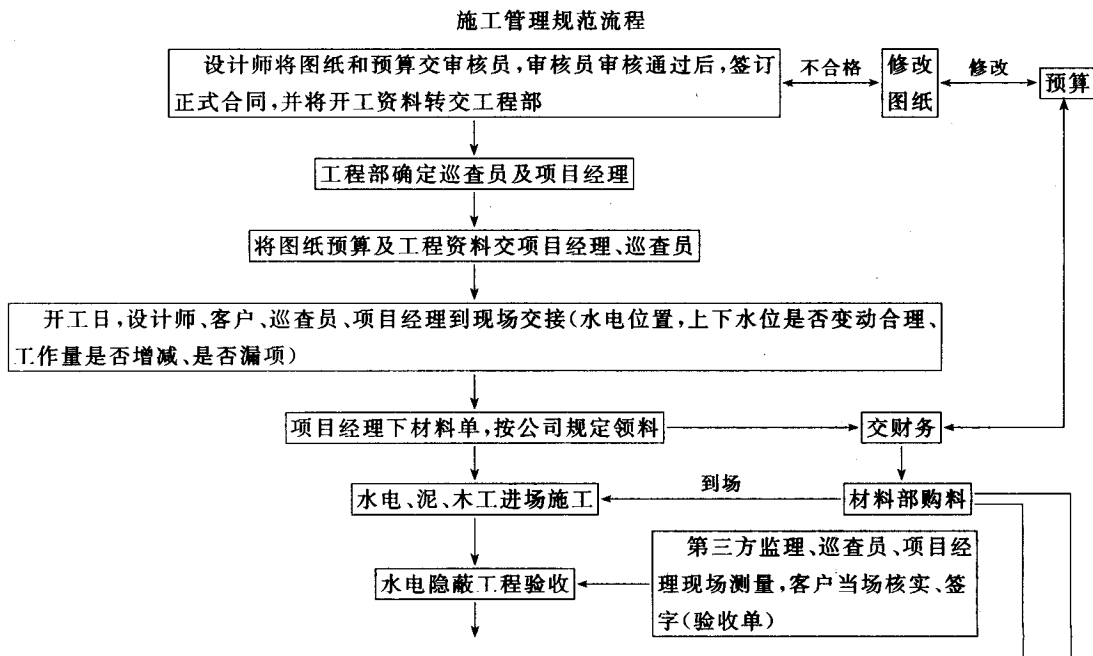 施工管理规范流程
设计师将图纸和预算交审核员,审核员审核通过后,签订
正式合同,并将开工资料转交工程部
不合格
修改
图纸
修改
预算
工程部确定巡查员及项目经理
将图纸预算及工程资料交项目经理、巡查员
开工日,设计师、客户、巡查员、项目经理到现场交接(水电位置,上下水位是否变动合理、
工作量是否增减、是否漏项)
项目经理下材料单,按公司规定领料
交财务
水电、泥、木工进场施工
到场
材料部购料
第三方监理、巡查员、项目经
理现场测量,客户当场核实、签
字(验收单)
水电隐蔽工程验收